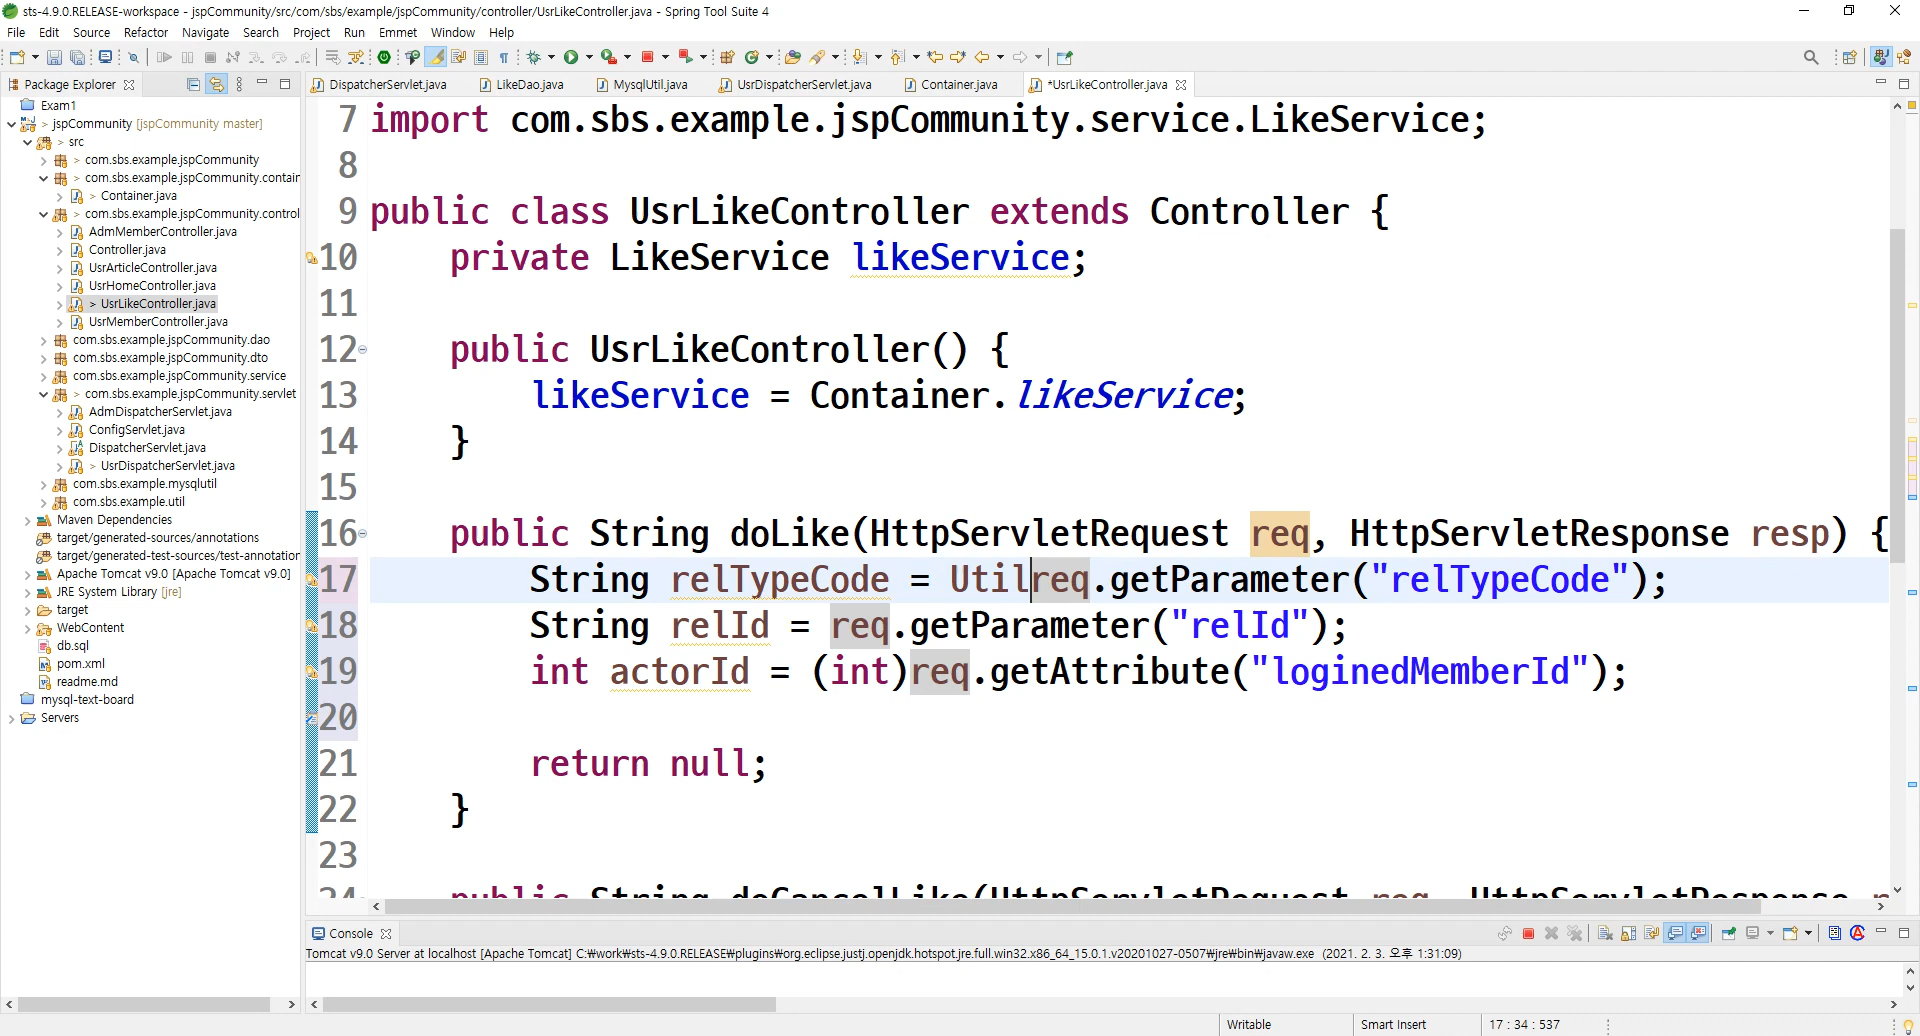 sts-4.9.0.RELEASE-workspace - jspCommunity/src/com/sbs/example/jspCommunity/controller/UsrLikeController.java - Spring Tool Suite 4
File Edit Source Refactor Navigate Search Project Run Emmet Window Help
Package Explorer
DispatcherServlet.java LikeDao.java MysqlUtil.java UsrDispatcherServlet.java Container.java *UsrLikeController.java
Exam1
> jspCommunity [jspCommunity master]
> src
> com.sbs.example.jspCommunity
> com.sbs.example.jspCommunity.contair
> Container.java
> com.sbs.example.jspCommunity.control
AdmMemberController.java
Controller.java
UsrArticleController.java
UsrHomeController.java
> UsrLikeController.java
UsrMemberController.java
com.sbs.example.jspCommunity.dao
com.sbs.example.jspCommunity.dto
com.sbs.example.jspCommunity.service
> com.sbs.example.jspCommunity.servlet
AdmDispatcherServlet.java
ConfigServlet.java
DispatcherServlet.java
> UsrDispatcherServlet.java
com.sbs.example.mysqlutil
com.sbs.example.util
Maven Dependencies
target/generated-sources/annotations
target/generated-test-sources/test-annotation
Apache Tomcat v9.0 [Apache Tomcat v9.0]
JRE System Library [jre]
target
WebContent
db.sql
pom.xml
readme.md
mysql-text-board
Servers
7 import com.sbs.example.jspCommunity.service.LikeService;
8
9 public class UsrLikeController extends Controller {
10 private LikeService likeService;
11
12 public UsrLikeController() {
13 likeService = Container.likeService;
14 }
15
16 public String doLike(HttpServletRequest req, HttpServletResponse resp) {
17 String relTypeCode = Utilreq.getParameter("relTypeCode");
18 String relId = req.getParameter("relId");
19 int actorId = (int)req.getAttribute("loginedMemberId");
20
21 return null;
22 }
23
24 public String doCancelLike(HttpServletRequest req, HttpServletResponse r
Console
Tomcat v9.0 Server at localhost [Apache Tomcat] C:₩work₩sts-4.9.0.RELEASE₩plugins₩org.eclipse.justj.openjdk.hotspot.jre.full.win32.x86_64_15.0.1.v20201027-0507₩jre₩bin₩javaw.exe (2021. 2. 3. 오후 1:31:09)
Writable Smart Insert 17 : 34 : 537